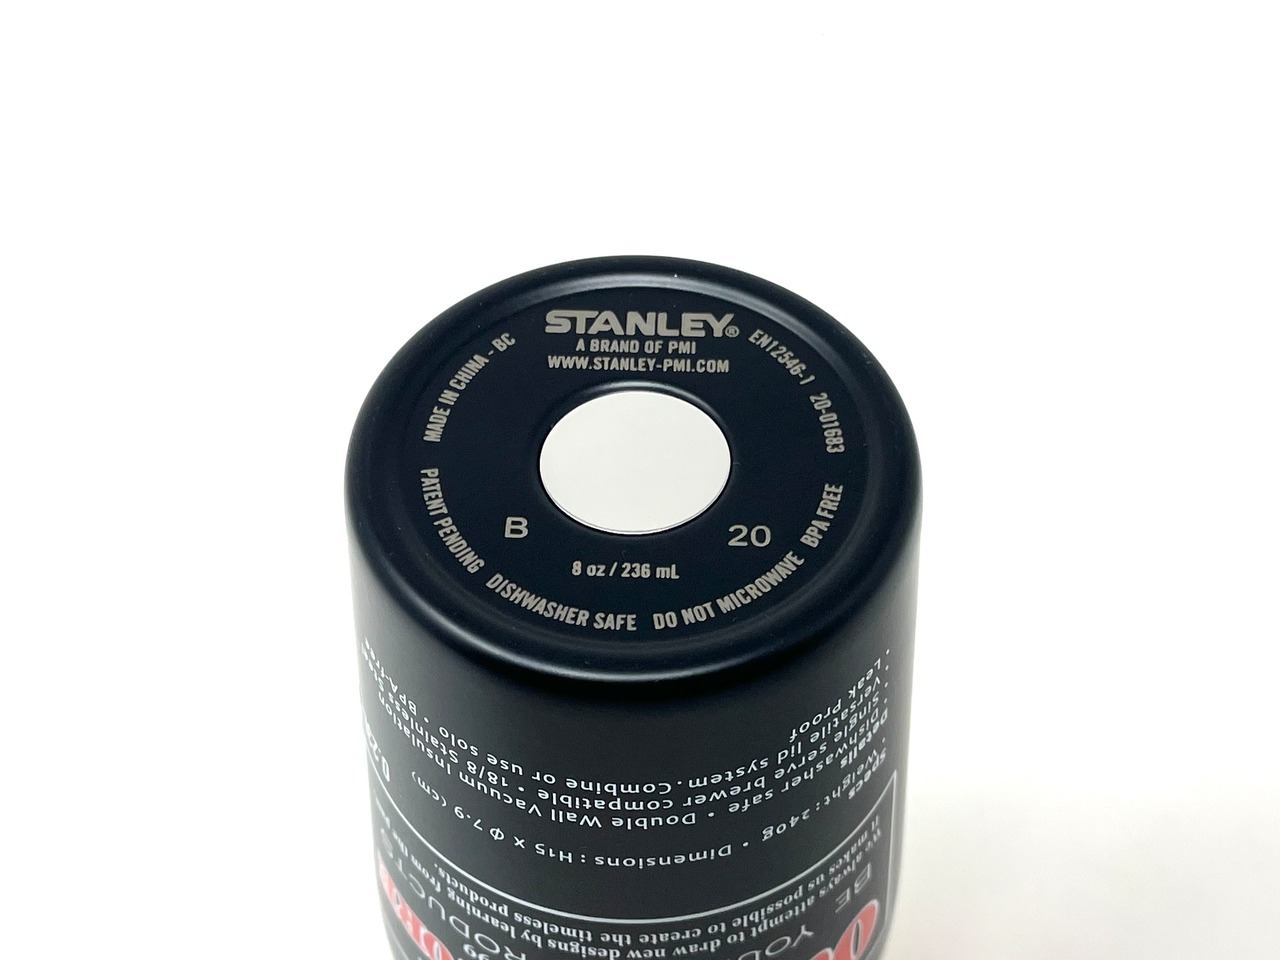 STANLEY®
A BRAND OF PMI
WWW.STANLEY-PMI.COM
MADE IN CHINA - BC
EN12546-1 20-01683
PATENT PENDING
DISHWASHER SAFE
DO NOT MICROWAVE
BPA FREE
B
20
8 oz / 236 mL
It makes us possible to create the timeless products.
we always attempt to draw new designs by learning from the
specs
weight: 240g • Dimensions : H15 x Φ 7.9 (cm)
Details
• Dishwasher safe • Double Wall Vacuum Insulation
• Single serve brewer compatible • 18/8 Stainless Steel
• Versatile lid system. Combine or use solo • BPA-free
• Leak Proof